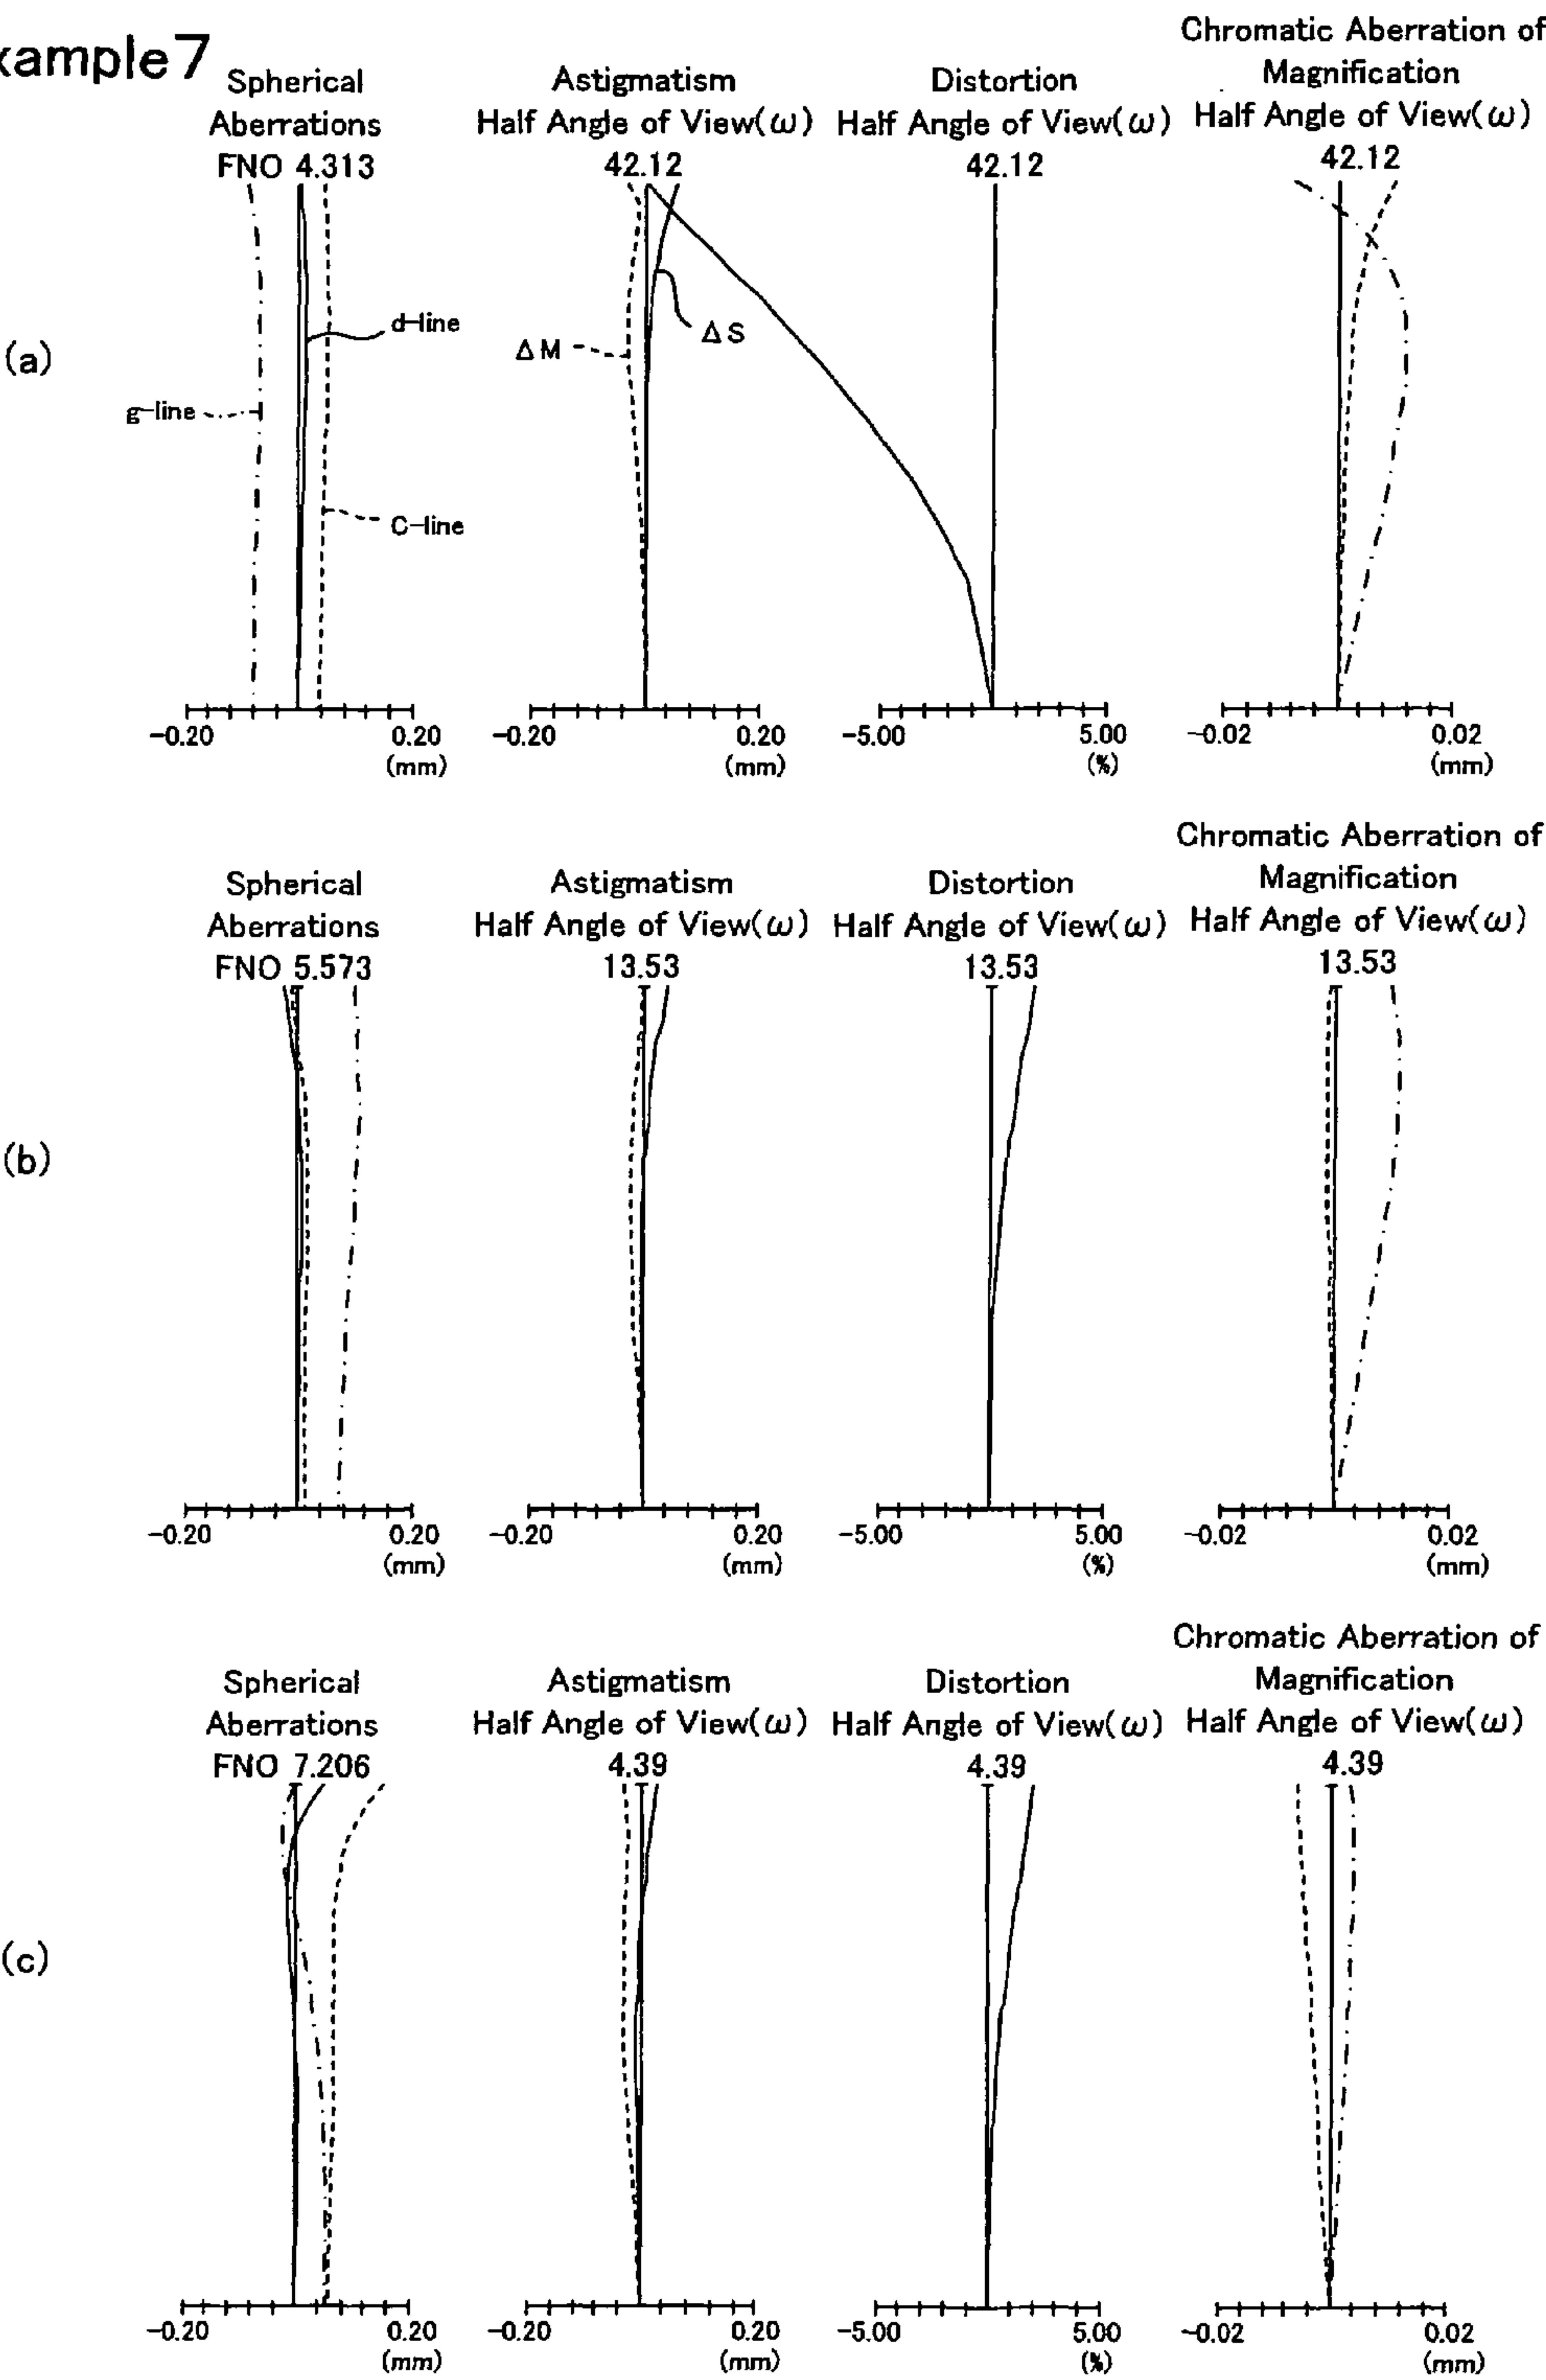 xample7
Spherical
Aberrations
FNO 4.313
Astigmatism
Half Angle of View(ω)
42.12
Distortion
Half Angle of View(ω)
42.12
Chromatic Aberration of
Magnification
Half Angle of View(ω)
42.12
(a)
d-line
g-line
C-line
ΔM
ΔS
-0.20
0.20
(mm)
-0.20
0.20
(mm)
-5.00
5.00
(%)
-0.02
0.02
(mm)
Spherical
Aberrations
FNO 5.573
Astigmatism
Half Angle of View(ω)
13.53
Distortion
Half Angle of View(ω)
13.53
Chromatic Aberration of
Magnification
Half Angle of View(ω)
13.53
(b)
-0.20
0.20
(mm)
-0.20
0.20
(mm)
-5.00
5.00
(%)
-0.02
0.02
(mm)
Spherical
Aberrations
FNO 7.206
Astigmatism
Half Angle of View(ω)
4.39
Distortion
Half Angle of View(ω)
4.39
Chromatic Aberration of
Magnification
Half Angle of View(ω)
4.39
(c)
-0.20
0.20
(mm)
-0.20
0.20
(mm)
-5.00
5.00
(%)
-0.02
0.02
(mm)